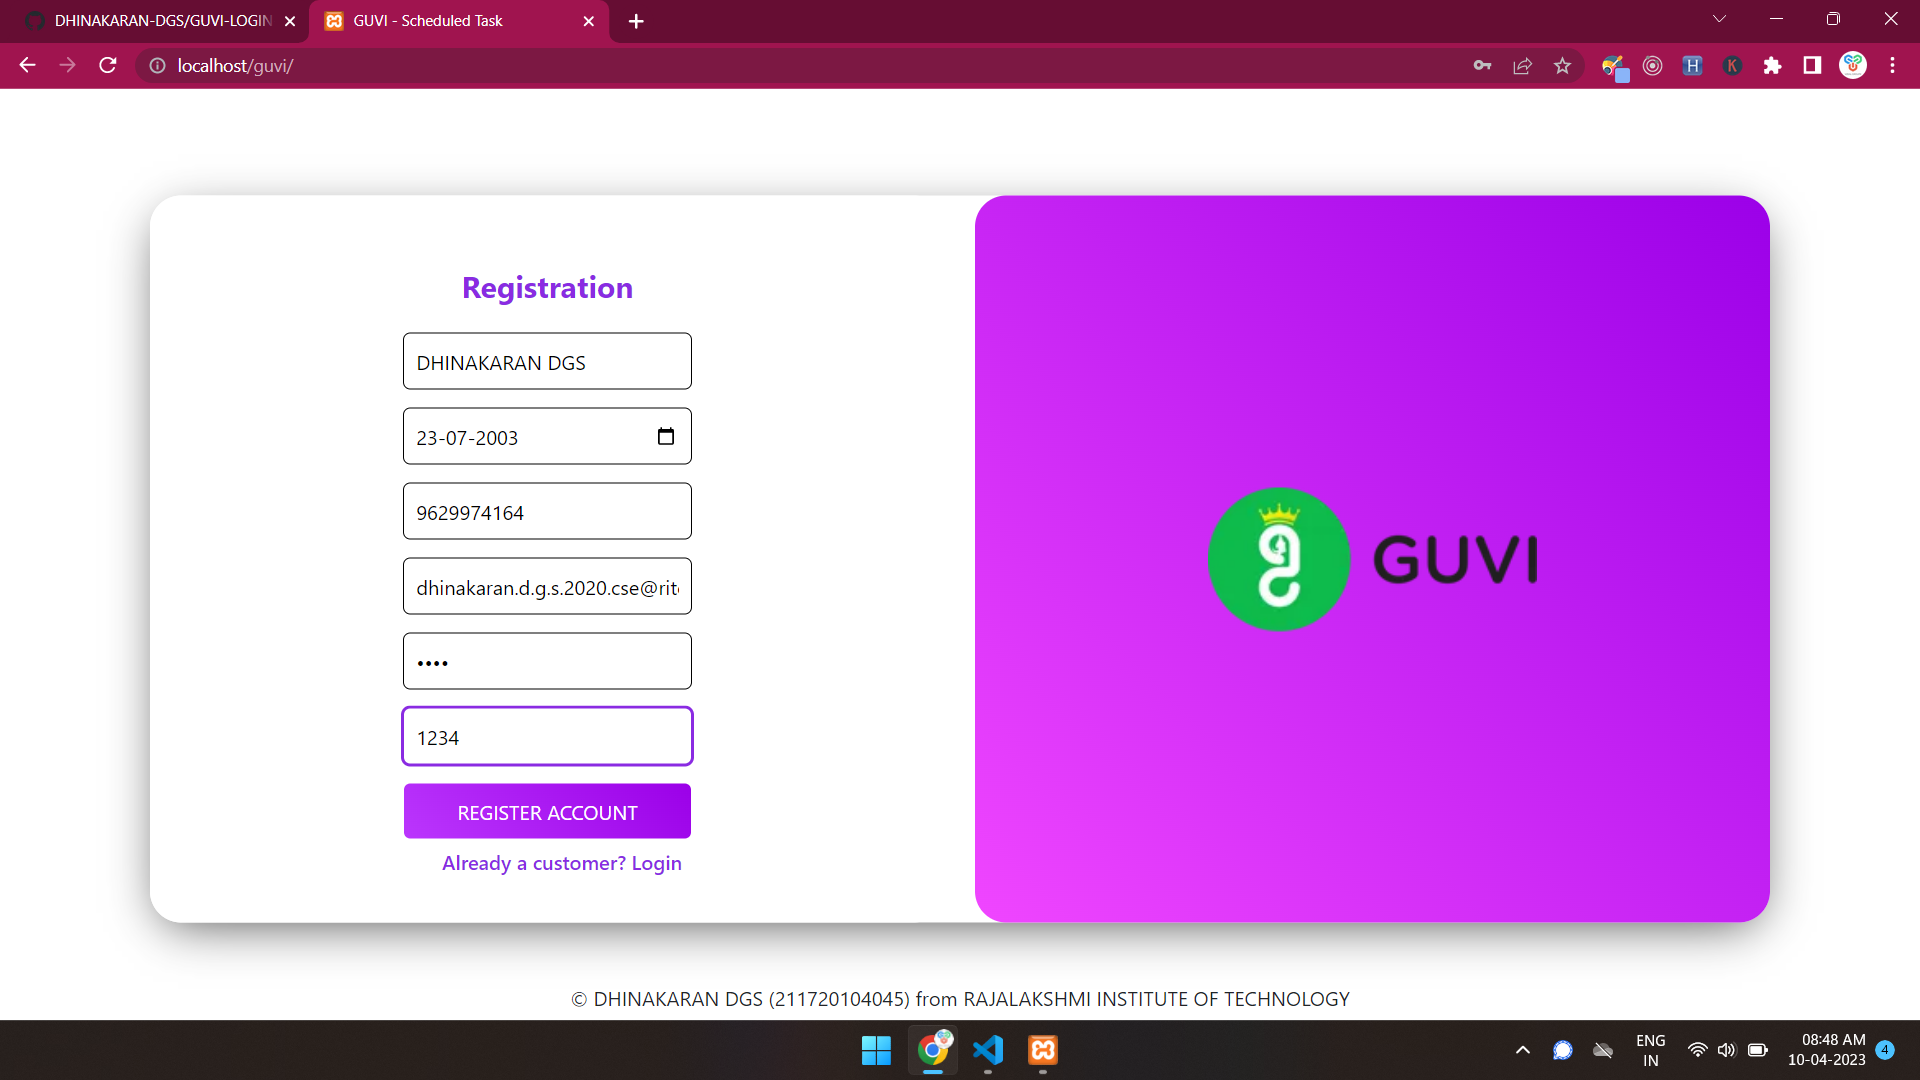 DHINAKARAN-DGS/GUVI-LOGIN
GUVI - Scheduled Task
localhost/guvi/
H
K
Registration
DHINAKARAN DGS
23-07-2003
9629974164
dhinakaran.d.g.s.2020.cse@rit
••••
1234
REGISTER ACCOUNT
Already a customer? Login
GUVI
© DHINAKARAN DGS (211720104045) from RAJALAKSHMI INSTITUTE OF TECHNOLOGY
ENG
IN
08:48 AM
10-04-2023
4